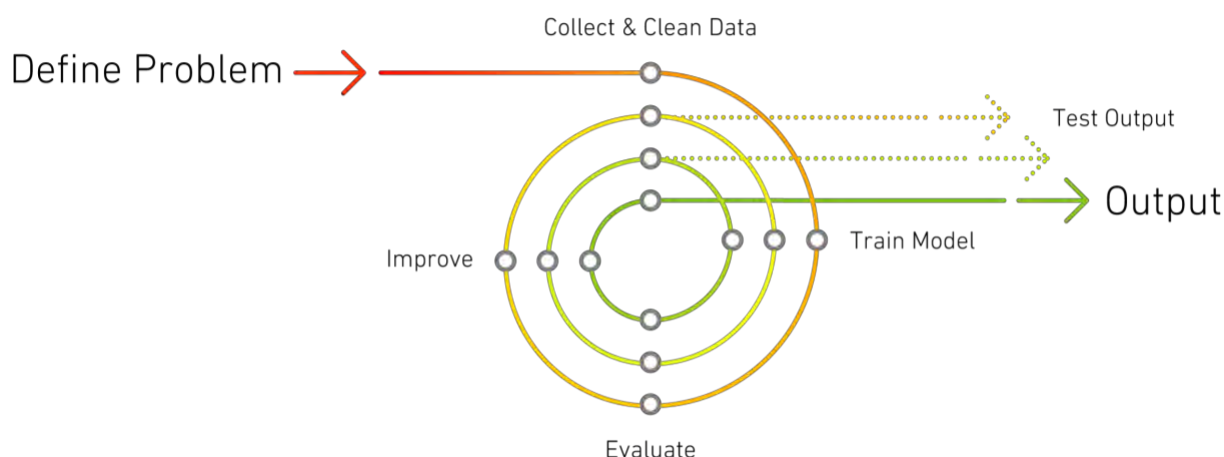 Collect & Clean Data
Define Problem
Test Output
Output
Train Model
Improve
Evaluate